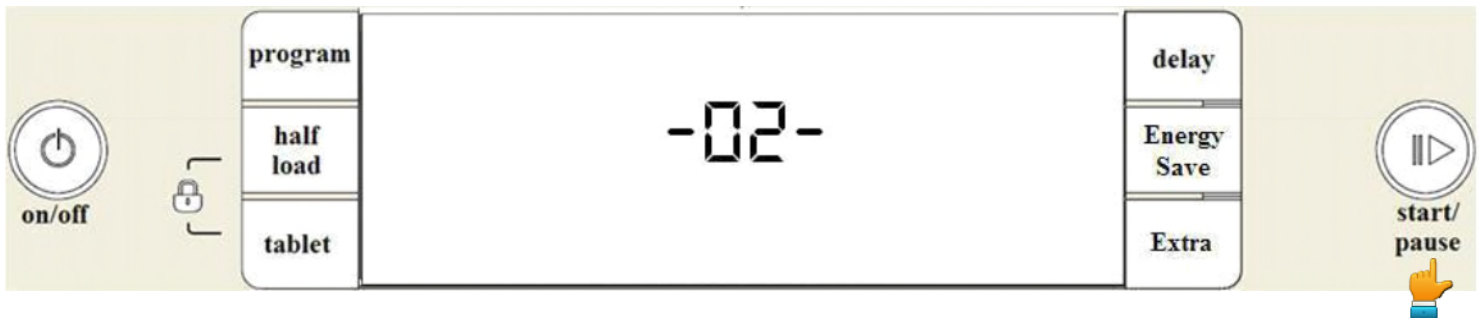 on/off
program
half
load
tablet
-02-
delay
Energy
Save
Extra
start/
pause